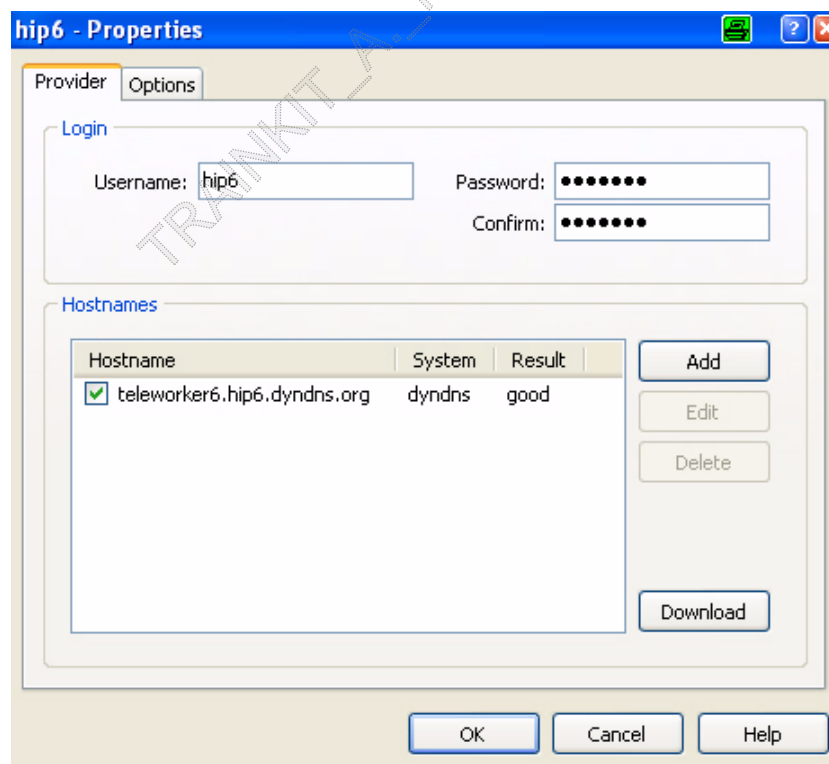 hip6 - Properties
Provider Options
Login
Username: hip6 Password: •••••••
Confirm: •••••••
Hostnames
Hostname System Result
teleworker6.hip6.dyndns.org dyndns good
Add
Edit
Delete
Download
OK Cancel Help
TRAINKIT_A._